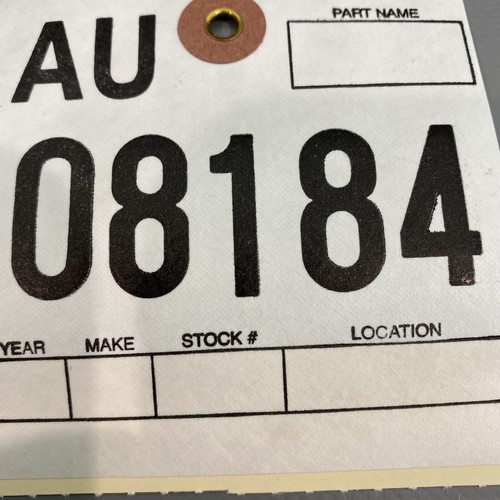 AU
PART NAME
08184
YEAR MAKE STOCK # LOCATION